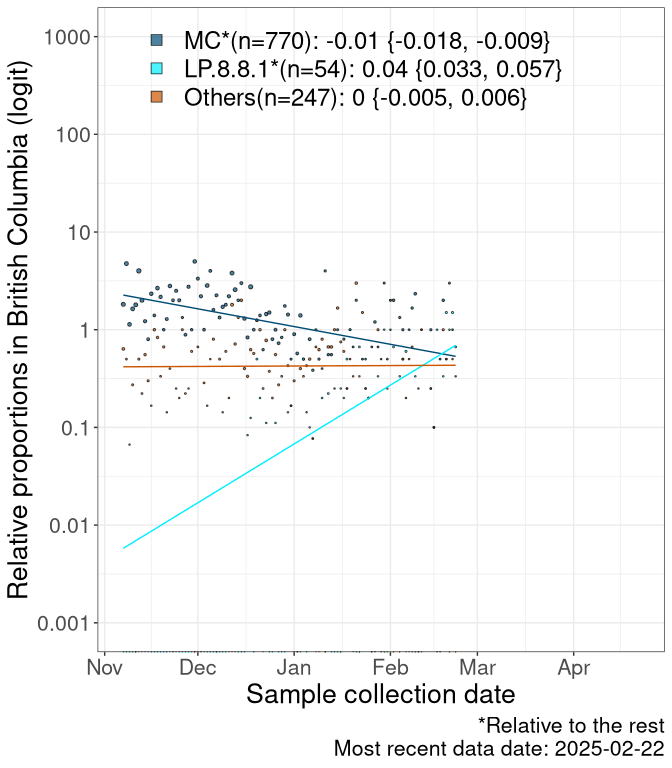 MC*(n=770): -0.01 {-0.018, -0.009}
LP.8.8.1*(n=54): 0.04 {0.033, 0.057}
Others(n=247): 0 {-0.005, 0.006}
Relative proportions in British Columbia (logit)
1000
100
10
1
0.1
0.01
0.001
Nov Dec Jan Feb Mar Apr
Sample collection date
*Relative to the rest
Most recent data date: 2025-02-22